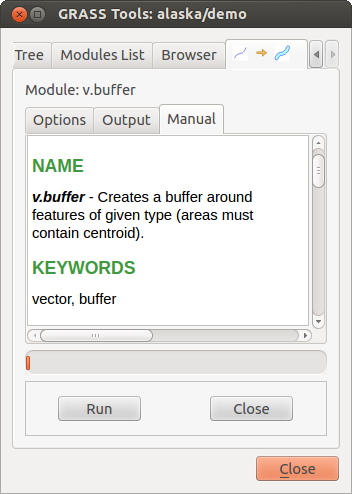 GRASS Tools: alaska/demo
Tree Modules List Browser
Module: v.buffer
Options Output Manual
NAME
v.buffer - Creates a buffer around
features of given type (areas must
contain centroid).
KEYWORDS
vector, buffer
Run Close
Close